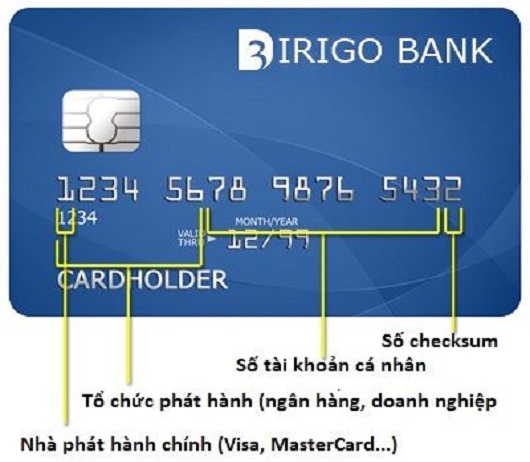 BIRIGO BANK
1234 5678 9876 5432
1234
MONTH/YEAR
VALID THRU 12/99
CARDHOLDER
Số checksum
Số tài khoản cá nhân
Tổ chức phát hành (ngân hàng, doanh nghiệp
Nhà phát hành chính (Visa, MasterCard...)